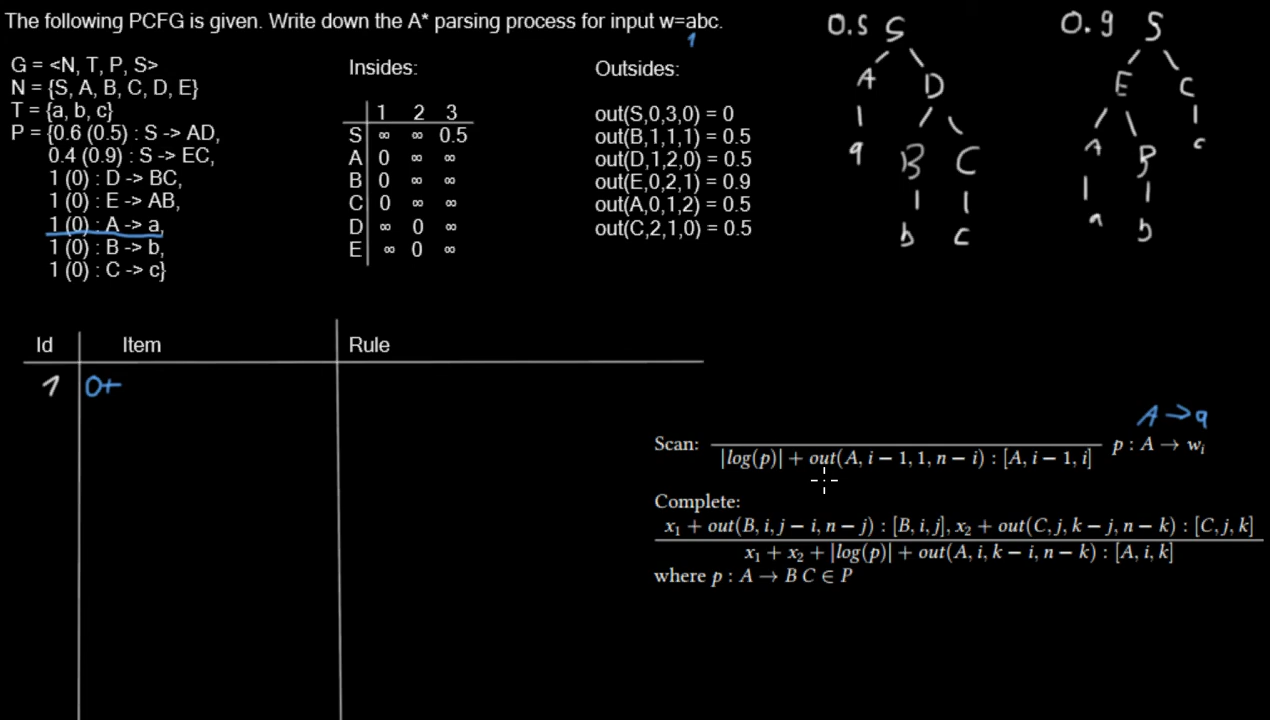 The following PCFG is given. Write down the A* parsing process for input w=abc.
1
G = <N, T, P, S>
N = {S, A, B, C, D, E}
T = {a, b, c}
P = {0.6 (0.5) : S -> AD,
0.4 (0.9) : S -> EC,
1 (0) : D -> BC,
1 (0) : E -> AB,
1 (0) : A -> a,
1 (0) : B -> b,
1 (0) : C -> c}
Insides:
1 2 3
S ∞ ∞ 0.5
A 0 ∞ ∞
B 0 ∞ ∞
C 0 ∞ ∞
D ∞ 0 ∞
E ∞ 0 ∞
Outsides:
out(S,0,3,0) = 0
out(B,1,1,1) = 0.5
out(D,1,2,0) = 0.5
out(E,0,2,1) = 0.9
out(A,0,1,2) = 0.5
out(C,2,1,0) = 0.5
0.5 S
A D
a B C
b c
0.9 S
E C
A B c
a b
Id Item Rule
1 0+
A → a
Scan: |log(p)| + out(A, i − 1, 1, n − i) : [A, i − 1, i] p : A → wᵢ
Complete:
x₁ + out(B, i, j − i, n − j) : [B, i, j], x₂ + out(C, j, k − j, n − k) : [C, j, k]
x₁ + x₂ + |log(p)| + out(A, i, k − i, n − k) : [A, i, k]
where p : A → B C ∈ P